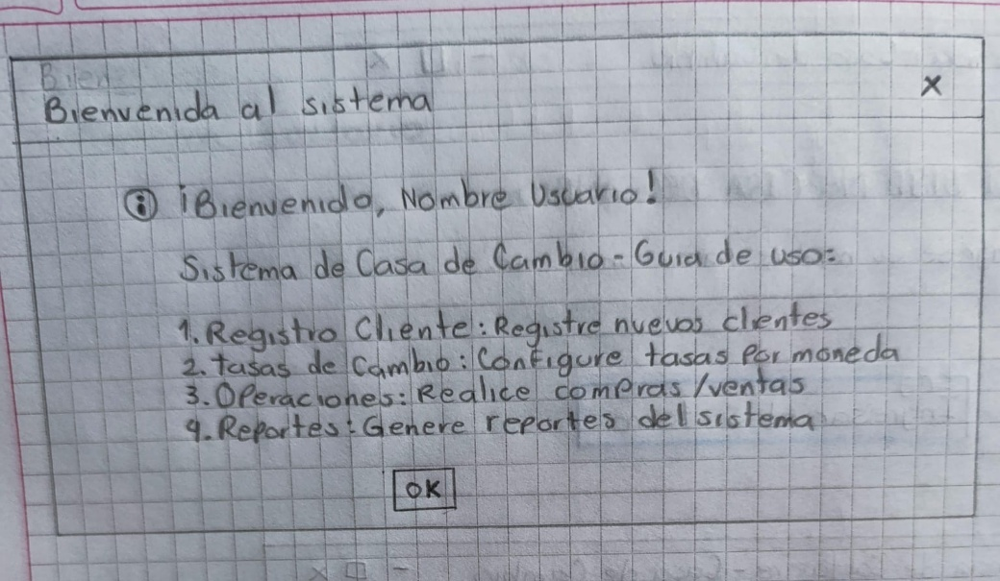 Bienvenida al sistema
X
i ¡Bienvenido, Nombre Usuario!
Sistema de Casa de Cambio - Guia de uso:
1. Registro Cliente: Registre nuevos clientes
2. Tasas de Cambio: Configure tasas por moneda
3. Operaciones: Realice compras/ventas
4. Reportes: Genere reportes del sistema
OK